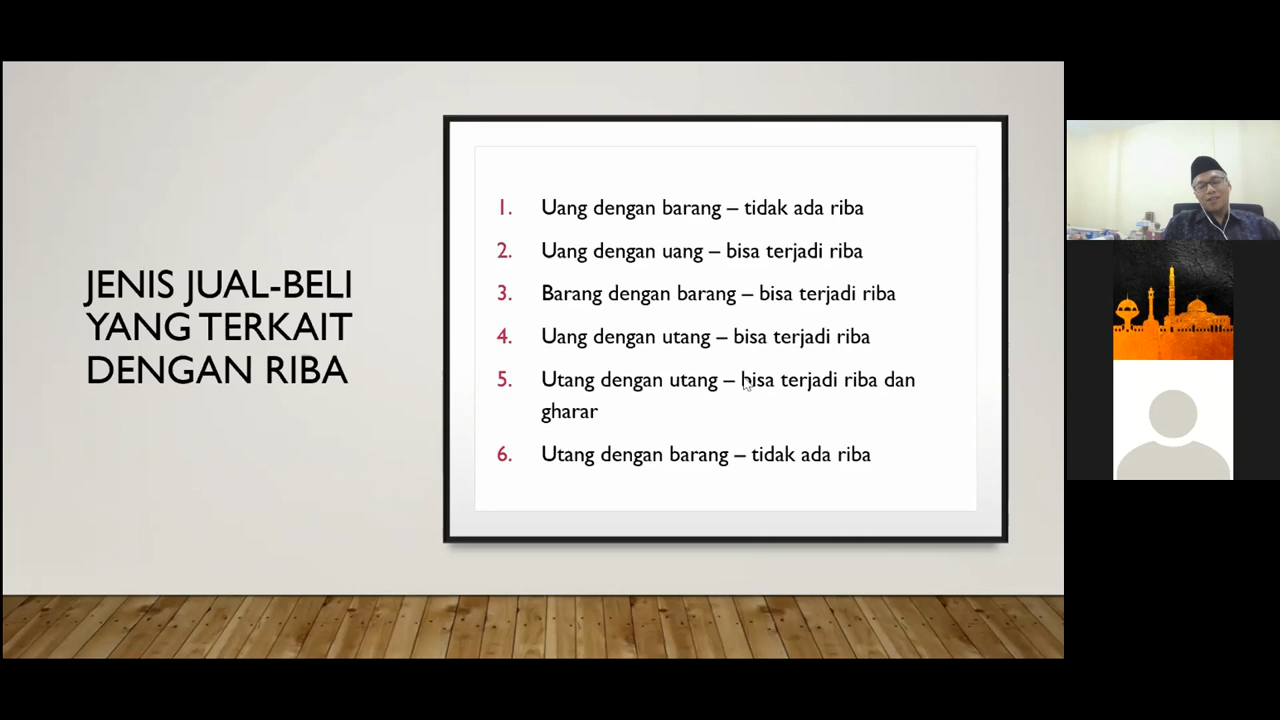 JENIS JUAL-BELI
YANG TERKAIT
DENGAN RIBA
1. Uang dengan barang – tidak ada riba
2. Uang dengan uang – bisa terjadi riba
3. Barang dengan barang – bisa terjadi riba
4. Uang dengan utang – bisa terjadi riba
5. Utang dengan utang – bisa terjadi riba dan
gharar
6. Utang dengan barang – tidak ada riba